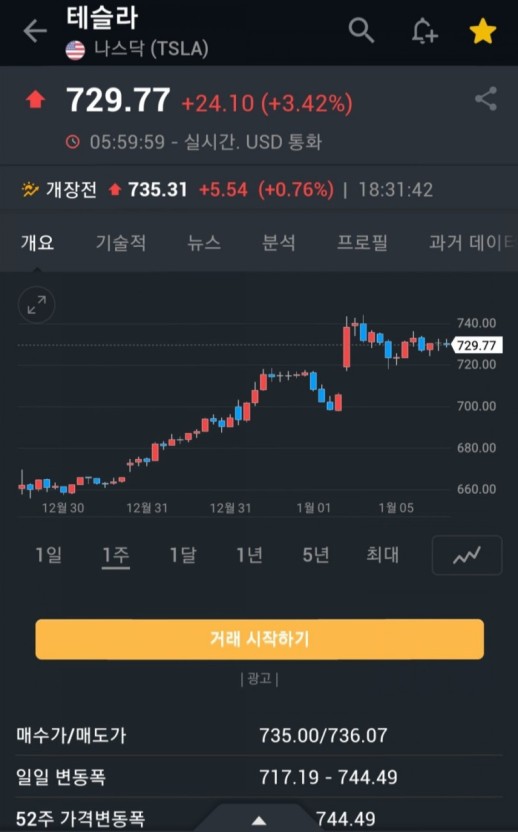 테슬라
나스닥 (TSLA)
729.77 +24.10 (+3.42%)
05:59:59 - 실시간. USD 통화
개장전 735.31 +5.54 (+0.76%) | 18:31:42
개요 기술적 뉴스 분석 프로필 과거 데이터
740.00
729.77
720.00
700.00
680.00
660.00
12월 30 12월 31 12월 31 1월 01 1월 05
1일 1주 1달 1년 5년 최대
거래 시작하기
| 광고 |
매수가/매도가 735.00/736.07
일일 변동폭 717.19 - 744.49
52주 가격변동폭 744.49